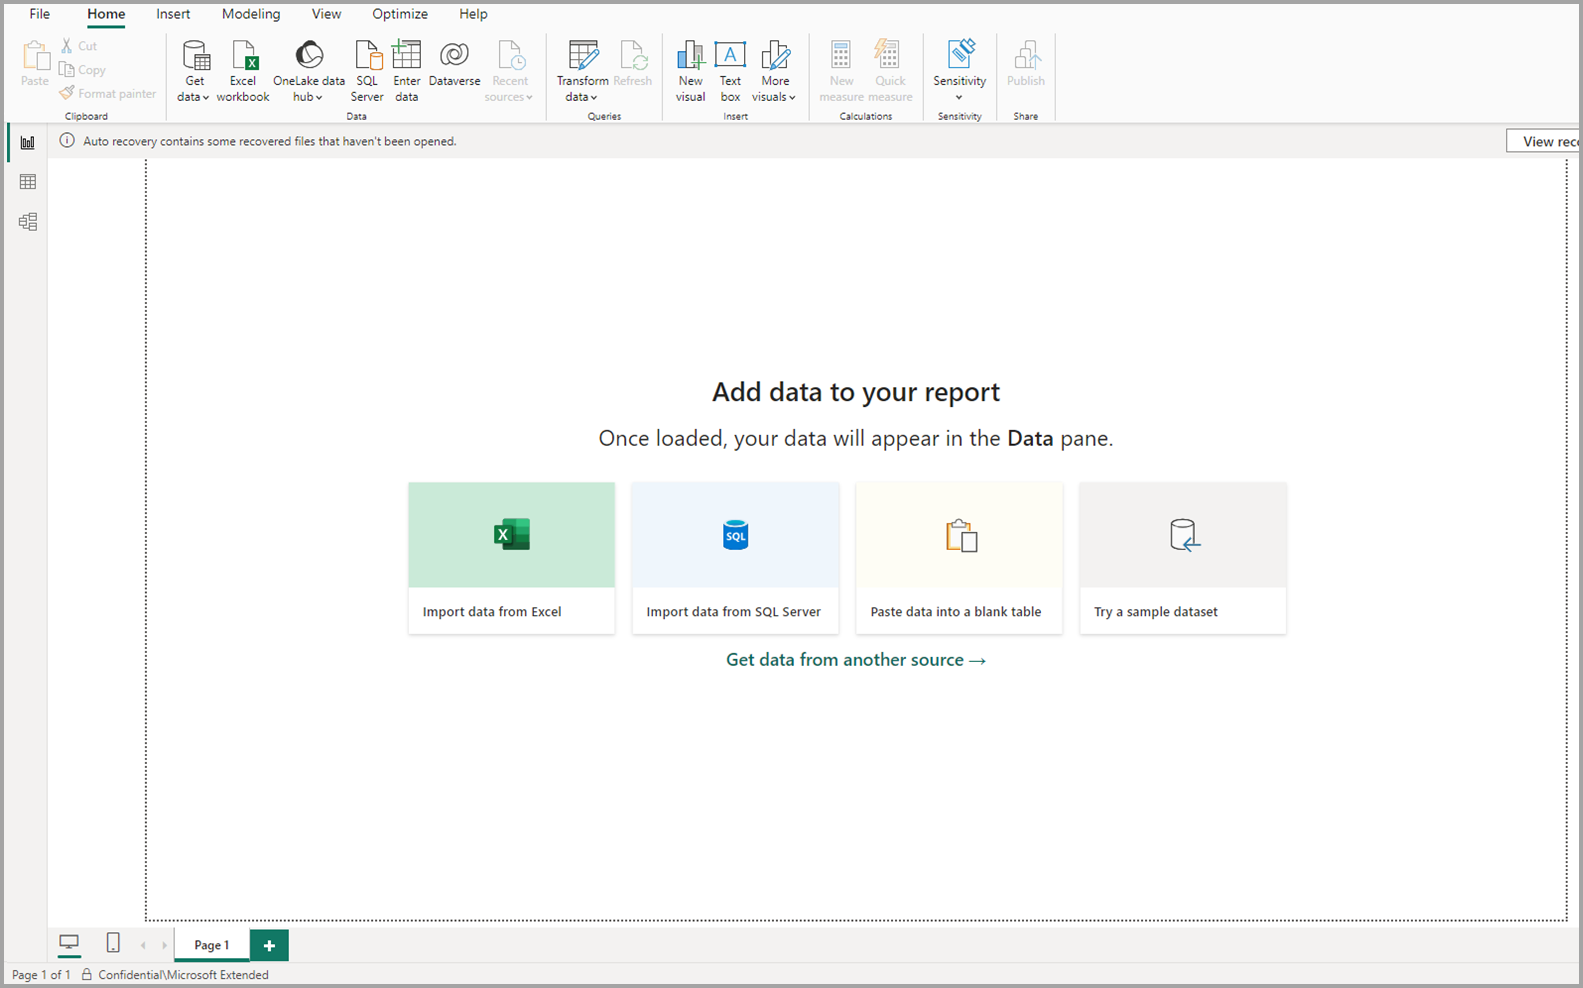 File Home Insert Modeling View Optimize Help
Paste
Cut
Copy
Format painter
Clipboard
Get data
Excel workbook
OneLake data hub
SQL Server
Enter data
Dataverse
Recent sources
Data
Transform data
Refresh
Queries
New visual
A
Text box
More visuals
Insert
New measure
Quick measure
Calculations
Sensitivity
Sensitivity
Publish
Share
Auto recovery contains some recovered files that haven't been opened.
View reco
Add data to your report
Once loaded, your data will appear in the Data pane.
X
SQL
Import data from Excel
Import data from SQL Server
Paste data into a blank table
Try a sample dataset
Get data from another source →
Page 1
Page 1 of 1
Confidential\Microsoft Extended